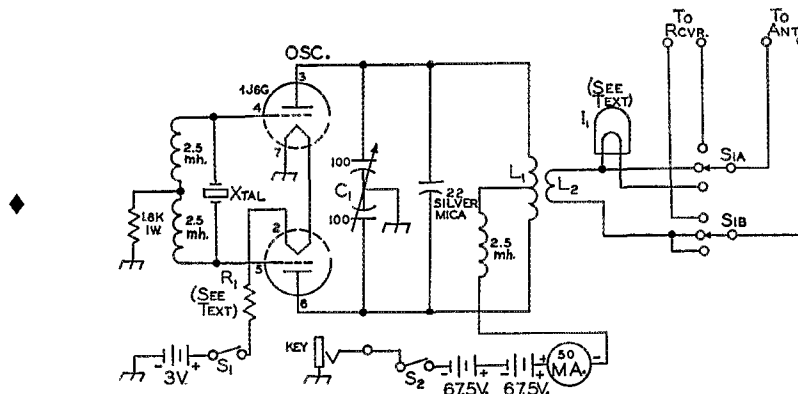 To
RCVR.
To
ANT.
OSC.
3
1J6G
4
(SEE
TEXT)
I1
7
2.5
mh.
100
S1A
XTAL
L1
L2
C1
22
SILVER
MICA
1.8K
1W.
2.5
mh.
100
2
2.5
mh.
S1B
5
R1
6
(SEE
TEXT)
KEY
50
MA.
- + S1
3V.
S2 - + - + + -
67.5V. 67.5V.